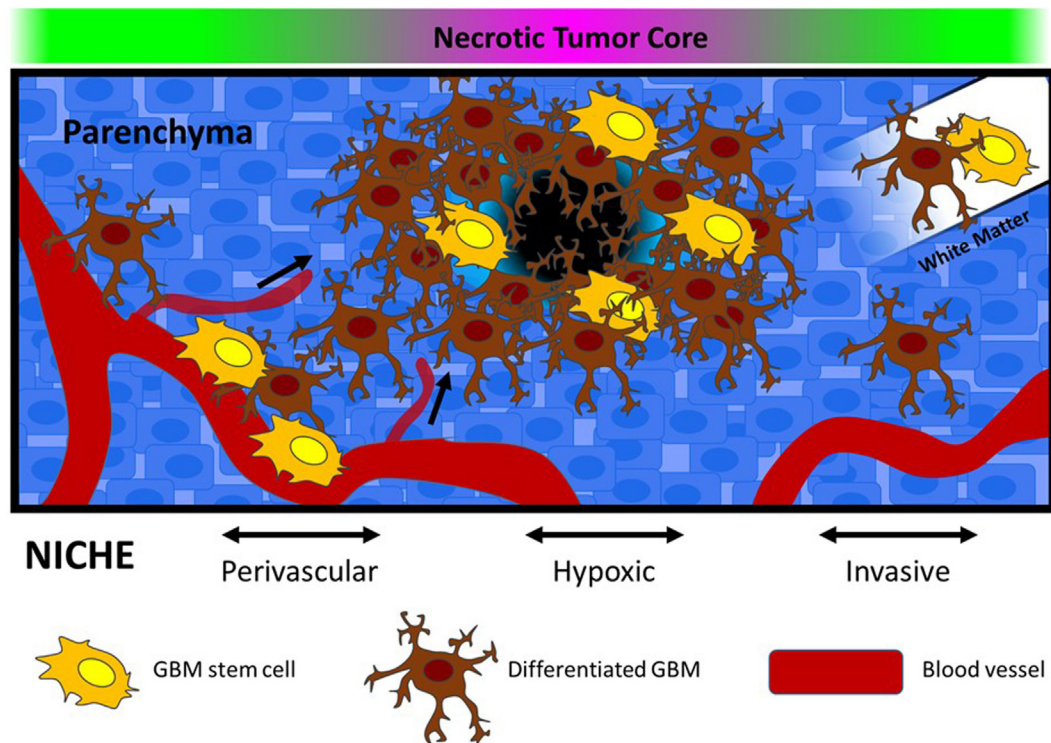 Necrotic Tumor Core
Parenchyma
White Matter
NICHE
Perivascular
Hypoxic
Invasive
GBM stem cell
Differentiated GBM
Blood vessel